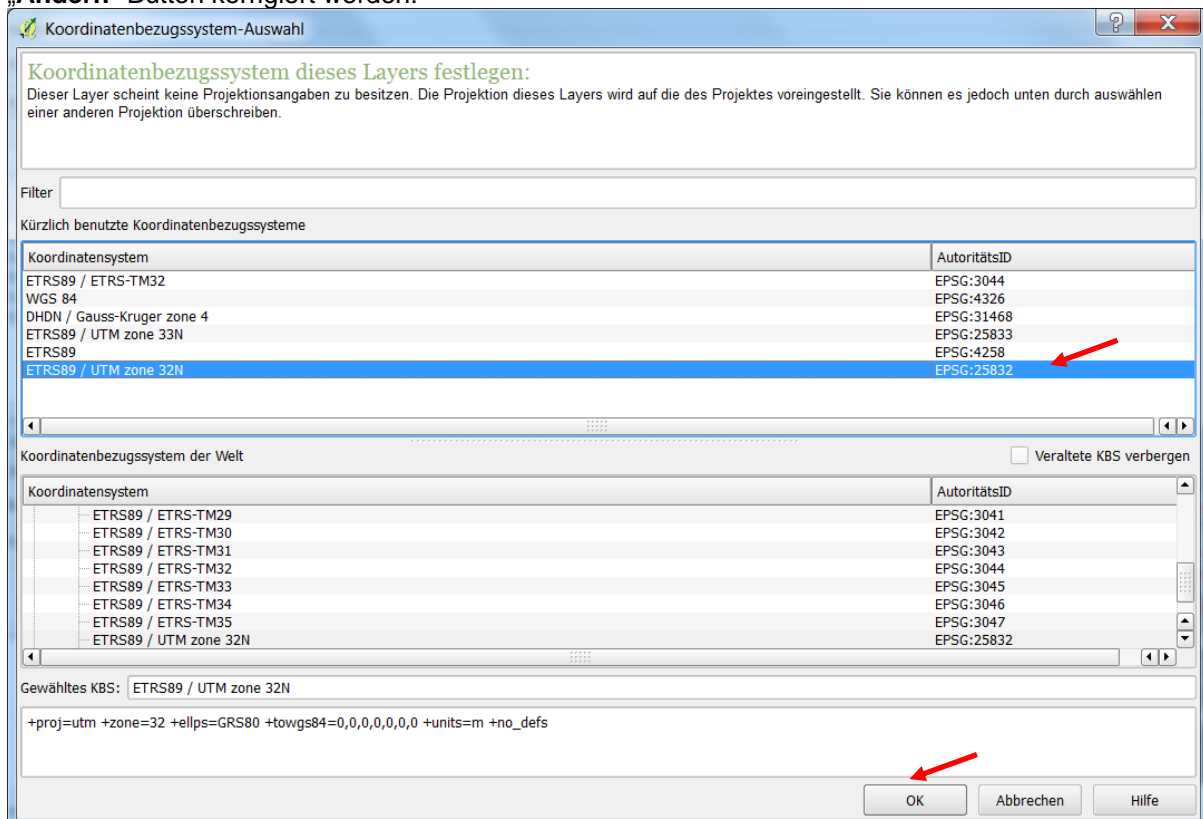 „Ändern" Button korrigiert werden.
Koordinatenbezugssystem-Auswahl
Koordinatenbezugssystem dieses Layers festlegen:
Dieser Layer scheint keine Projektionsangaben zu besitzen. Die Projektion dieses Layers wird auf die des Projektes voreingestellt. Sie können es jedoch unten durch auswählen
einer anderen Projektion überschreiben.
Filter
Kürzlich benutzte Koordinatenbezugssysteme
Koordinatensystem AutoritätsID
ETRS89 / ETRS-TM32 EPSG:3044
WGS 84 EPSG:4326
DHDN / Gauss-Kruger zone 4 EPSG:31468
ETRS89 / UTM zone 33N EPSG:25833
ETRS89 EPSG:4258
ETRS89 / UTM zone 32N EPSG:25832
Koordinatenbezugssystem der Welt Veraltete KBS verbergen
Koordinatensystem AutoritätsID
ETRS89 / ETRS-TM29 EPSG:3041
ETRS89 / ETRS-TM30 EPSG:3042
ETRS89 / ETRS-TM31 EPSG:3043
ETRS89 / ETRS-TM32 EPSG:3044
ETRS89 / ETRS-TM33 EPSG:3045
ETRS89 / ETRS-TM34 EPSG:3046
ETRS89 / ETRS-TM35 EPSG:3047
ETRS89 / UTM zone 32N EPSG:25832
Gewähltes KBS: ETRS89 / UTM zone 32N
+proj=utm +zone=32 +ellps=GRS80 +towgs84=0,0,0,0,0,0,0 +units=m +no_defs
OK Abbrechen Hilfe